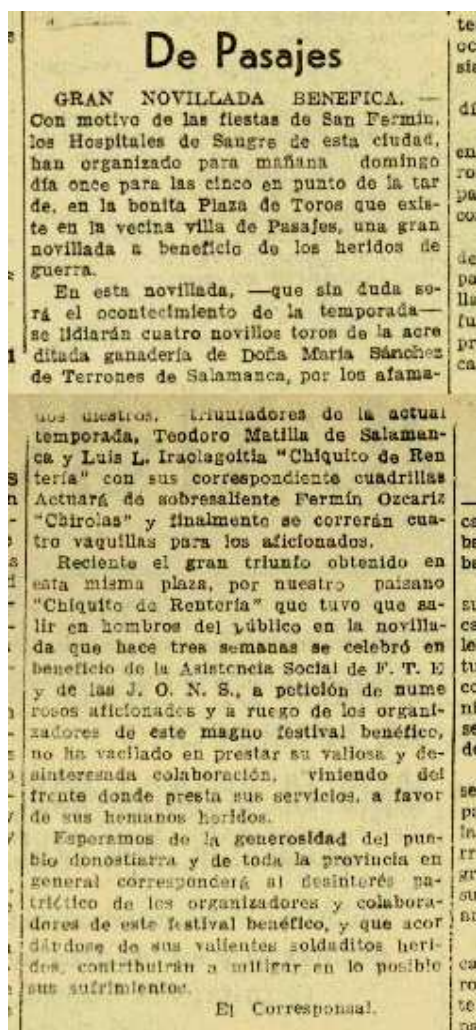 De Pasajes
GRAN NOVILLADA BENEFICA. —
Con motivo de las fiestas de San Fermín,
los Hospitales de Sangre de esta ciudad,
han organizado para mañana domingo
día once para las cinco en punto de la tar
de, en la bonita Plaza de Toros que exis-
te en la vecina villa de Pasajes, una gran
novillada a beneficio de los heridos de
guerra.
En esta novillada, —que sin duda se-
rá el ocontecimiento de la temporada—
se lidiarán cuatro novillos toros de la acre
ditada ganadería de Doña María Sánchez
de Terrones de Salamanca, por los afama-
dos diestros, triunfadores de la actual
temporada, Teodoro Matilla de Salaman-
ca y Luis L. Iraolagoitia "Chiquito de Ren
tería" con sus correspondiente cuadrillas
Actuará de sobresaliente Fermín Ozcariz
"Chirolas" y finalmente se correrán cua-
tro vaquillas para los aficionados.
Reciente el gran triunfo obtenido en
esta misma plaza, por nuestro paisano
"Chiquito de Rentería" que tuvo que sa-
lir en hombros del público en la novilla-
da que hace tres semanas se celebró en
beneficio de la Asistencia Social de F. T. E
y de las J. O. N. S., a petición de nume
rosos aficionados y a ruego de los organi-
zadores de este magno festival benéfico,
no ha vacilado en prestar su valiosa y de-
sinteresada colaboración, viniendo del
frente donde presta sus servicios, a favor
de sus hemanos heridos.
Esperamos de la generosidad del pue-
blo donostiarra y de toda la provincia en
general corresponderá al desinterés pa-
triótico de los organizadores y colabora-
dores de este festival benéfico, y que acor
dándose de sus valientes soldaditos heri-
dos, contribuirán a mitigar en lo posible
sus sufrimientos.
El Corresponsal.